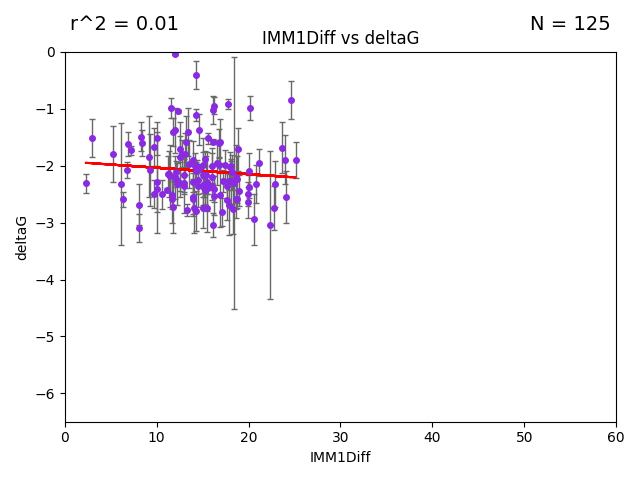 r^2 = 0.01
N = 125
IMM1Diff vs deltaG
0
−1
−2
−3
−4
−5
−6
deltaG
0 10 20 30 40 50 60
IMM1Diff